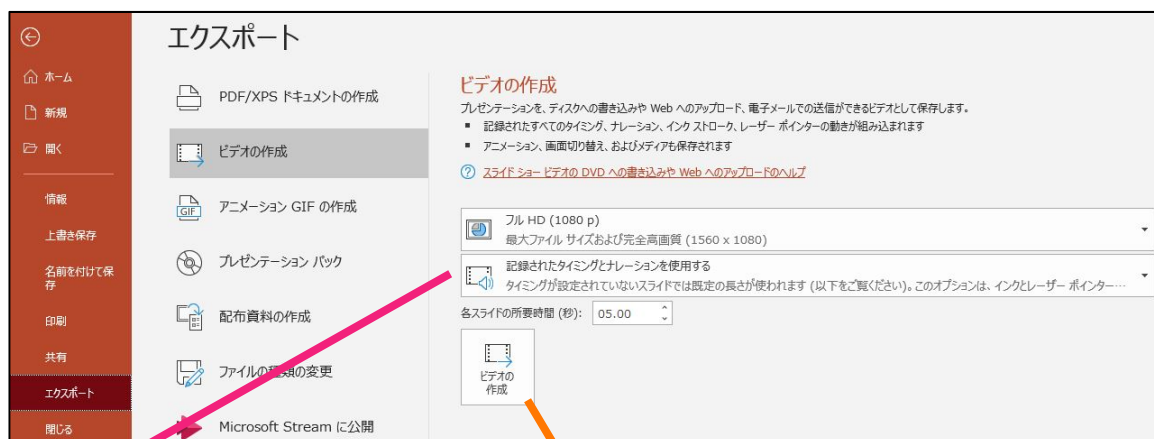 エクスポート
ホーム
新規
開く
情報
上書き保存
名前を付けて保
存
印刷
共有
エクスポート
閉じる
PDF/XPS ドキュメントの作成
ビデオの作成
GIF
アニメーション GIF の作成
プレゼンテーション パック
配布資料の作成
ファイルの種類の変更
Microsoft Stream に公開
ビデオの作成
プレゼンテーションを、ディスクへの書き込みや Web へのアップロード、電子メールでの送信ができるビデオとして保存します。
■ 記録されたすべてのタイミング、ナレーション、インク ストローク、レーザー ポインターの動きが組み込まれます
■ アニメーション、画面切り替え、およびメディアも保存されます
? スライド ショー ビデオの DVD への書き込みや Web へのアップロードのヘルプ
フル HD (1080 p)
最大ファイル サイズおよび完全高画質 (1560 x 1080)
記録されたタイミングとナレーションを使用する
タイミングが設定されていないスライドでは既定の長さが使われます (以下をご覧ください)。このオプションは、インクとレーザー ポインター…
各スライドの所要時間 (秒): 05.00
ビデオの
作成